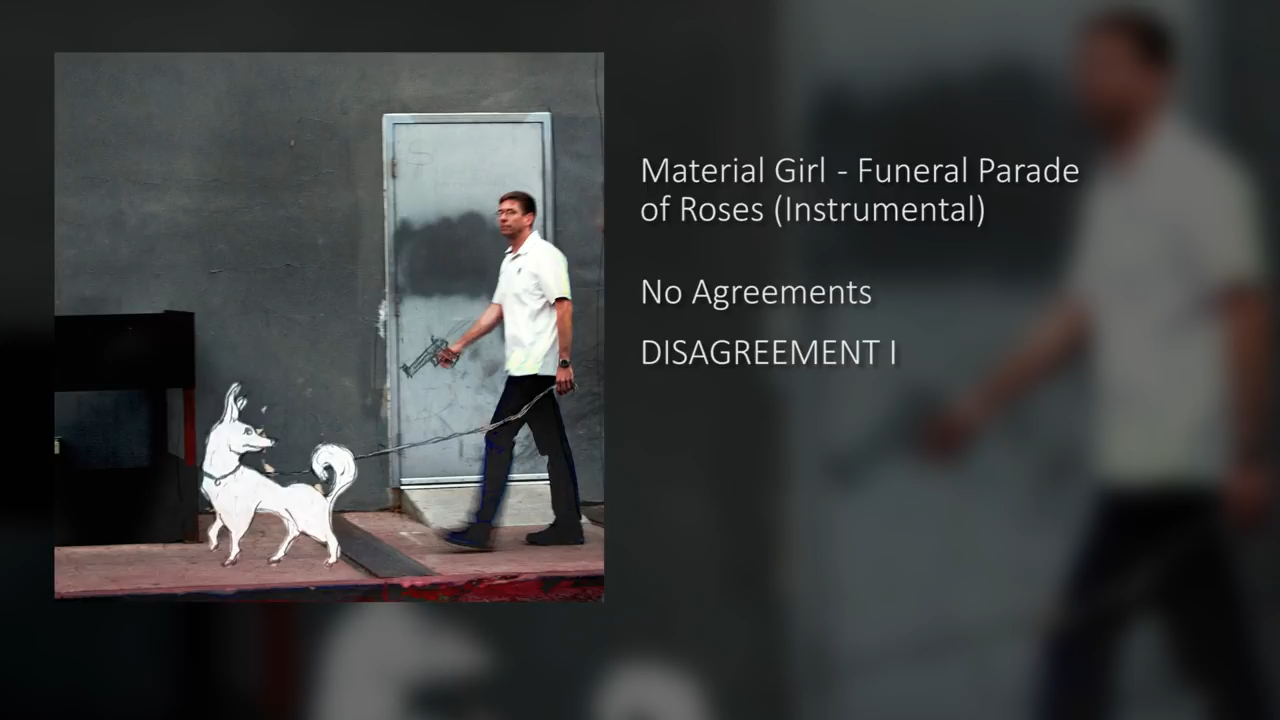 Material Girl - Funeral Parade
of Roses (Instrumental)
No Agreements
DISAGREEMENT I